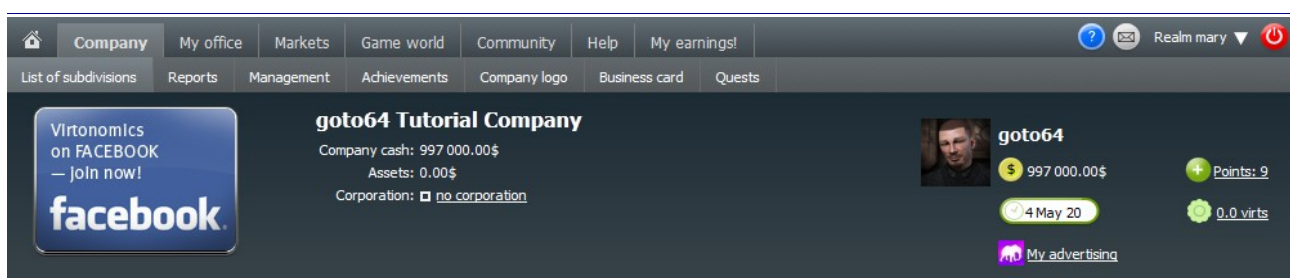 Company My office Markets Game world Community Help My earnings! ? Realm mary ▼
List of subdivisions Reports Management Achievements Company logo Business card Quests
Virtonomics
on FACEBOOK
— join now!
facebook.
goto64 Tutorial Company
Company cash: 997 000.00$
Assets: 0.00$
Corporation: no corporation
goto64
$ 997 000.00$ Points: 9
4 May 20 0.0 virts
My advertising